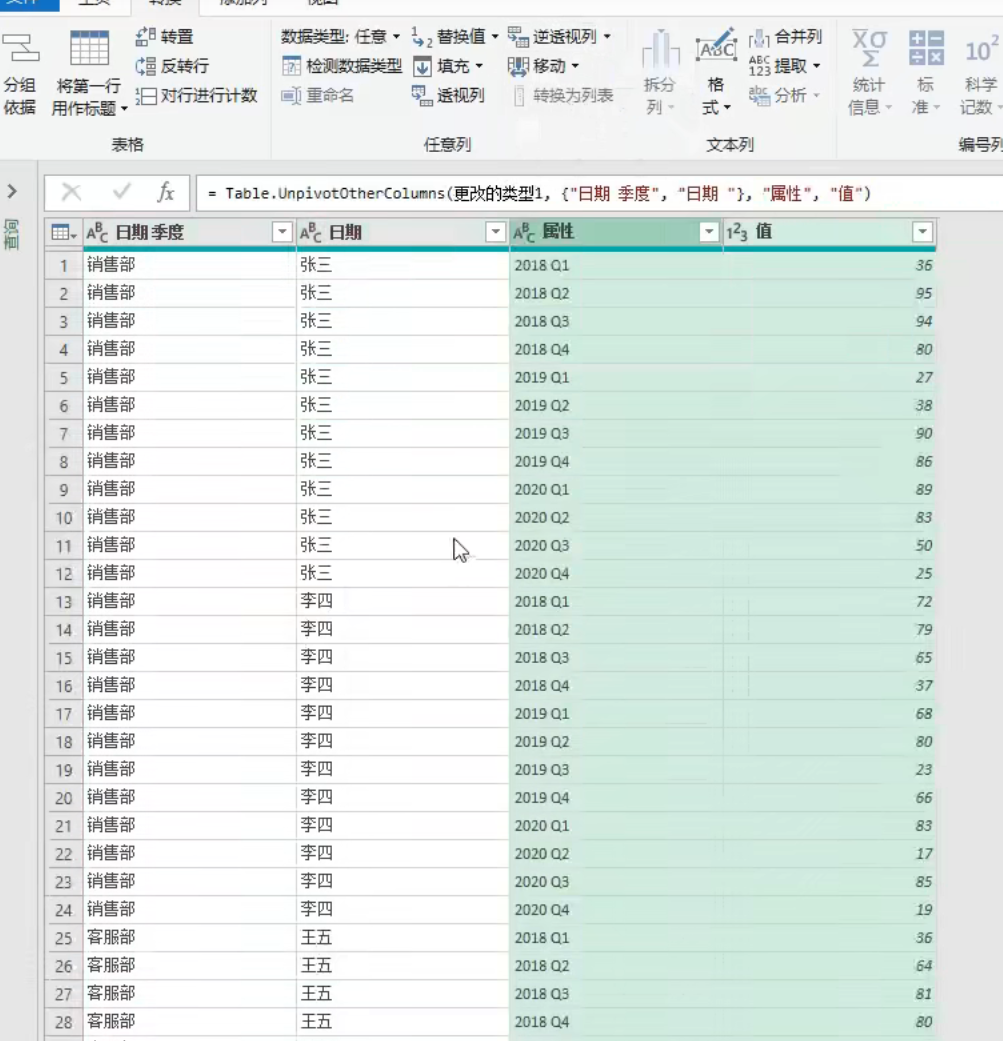 文件 主页 转换 添加列 视图
转置 数据类型: 任意 替换值 逆透视列 合并列
分组依据 将第一行用作标题 反转行 检测数据类型 填充 移动 拆分列 格式 提取 统计信息 标准 科学记数
对行进行计数 重命名 透视列 转换为列表 分析
表格 任意列 文本列 编号列
= Table.UnpivotOtherColumns(更改的类型1, {"日期 季度", "日期 "}, "属性", "值")
日期 季度 日期 属性 值
1 销售部 张三 2018 Q1 36
2 销售部 张三 2018 Q2 95
3 销售部 张三 2018 Q3 94
4 销售部 张三 2018 Q4 80
5 销售部 张三 2019 Q1 27
6 销售部 张三 2019 Q2 38
7 销售部 张三 2019 Q3 90
8 销售部 张三 2019 Q4 86
9 销售部 张三 2020 Q1 89
10 销售部 张三 2020 Q2 83
11 销售部 张三 2020 Q3 50
12 销售部 张三 2020 Q4 25
13 销售部 李四 2018 Q1 72
14 销售部 李四 2018 Q2 79
15 销售部 李四 2018 Q3 65
16 销售部 李四 2018 Q4 37
17 销售部 李四 2019 Q1 68
18 销售部 李四 2019 Q2 80
19 销售部 李四 2019 Q3 23
20 销售部 李四 2019 Q4 66
21 销售部 李四 2020 Q1 83
22 销售部 李四 2020 Q2 17
23 销售部 李四 2020 Q3 85
24 销售部 李四 2020 Q4 19
25 客服部 王五 2018 Q1 36
26 客服部 王五 2018 Q2 64
27 客服部 王五 2018 Q3 81
28 客服部 王五 2018 Q4 80